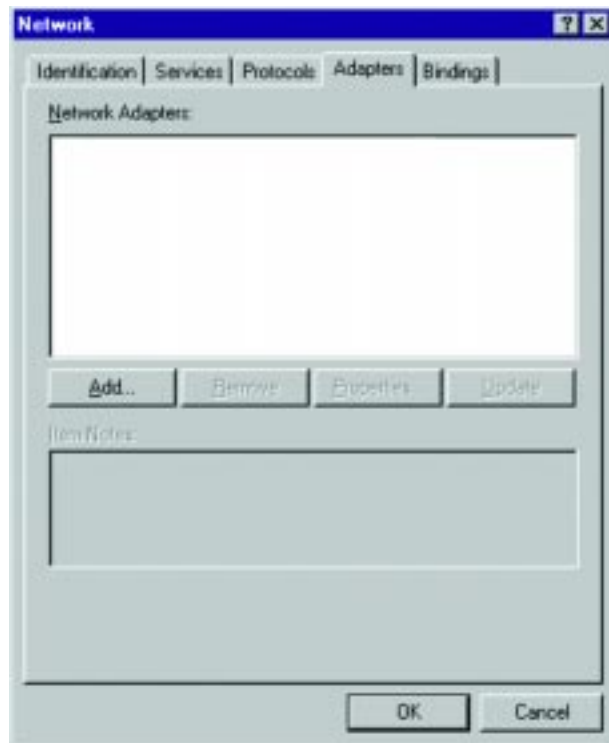 Network
Identification Services Protocols Adapters Bindings
Network Adapters:
Add... Remove Properties Update
Item Notes:
OK Cancel